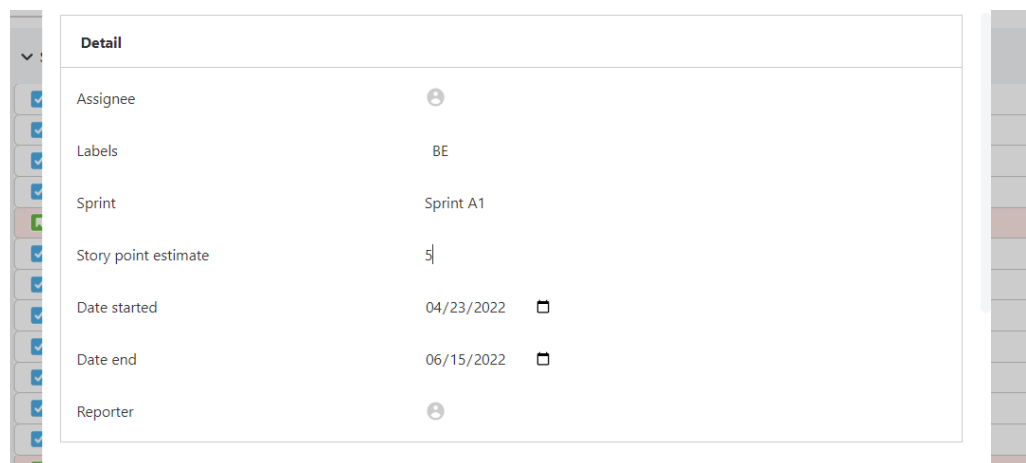 Detail
Assignee
Labels BE
Sprint Sprint A1
Story point estimate 5
Date started 04/23/2022
Date end 06/15/2022
Reporter